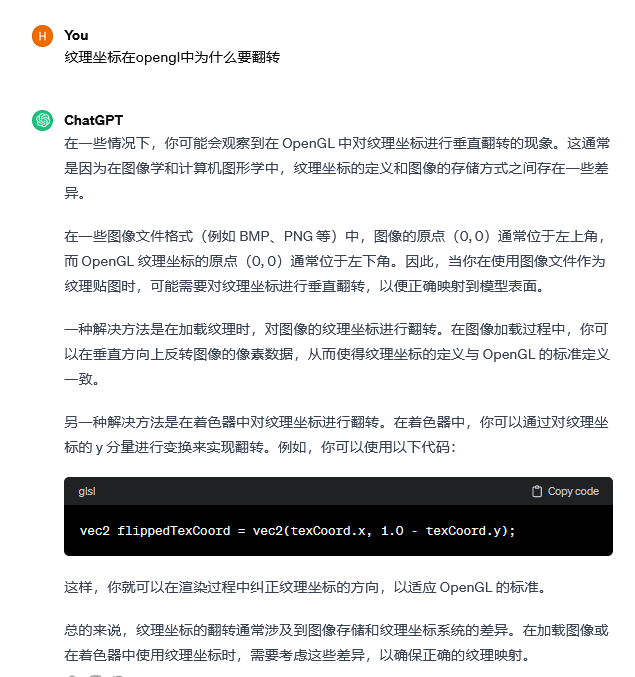 H
You
纹理坐标在opengl中为什么要翻转
ChatGPT
在一些情况下，你可能会观察到在 OpenGL 中对纹理坐标进行垂直翻转的现象。这通常
是因为在图像学和计算机图形学中，纹理坐标的定义和图像的存储方式之间存在一些差
异。
在一些图像文件格式（例如 BMP、PNG 等）中，图像的原点（0, 0）通常位于左上角，
而 OpenGL 纹理坐标的原点（0, 0）通常位于左下角。因此，当你在使用图像文件作为
纹理贴图时，可能需要对纹理坐标进行垂直翻转，以便正确映射到模型表面。
一种解决方法是在加载纹理时，对图像的纹理坐标进行翻转。在图像加载过程中，你可
以在垂直方向上反转图像的像素数据，从而使得纹理坐标的定义与 OpenGL 的标准定义
一致。
另一种解决方法是在着色器中对纹理坐标进行翻转。在着色器中，你可以通过对纹理坐
标的 y 分量进行变换来实现翻转。例如，你可以使用以下代码：
glsl Copy code
vec2 flippedTexCoord = vec2(texCoord.x, 1.0 - texCoord.y);
这样，你就可以在渲染过程中纠正纹理坐标的方向，以适应 OpenGL 的标准。
总的来说，纹理坐标的翻转通常涉及到图像存储和纹理坐标系统的差异。在加载图像或
在着色器中使用纹理坐标时，需要考虑这些差异，以确保正确的纹理映射。